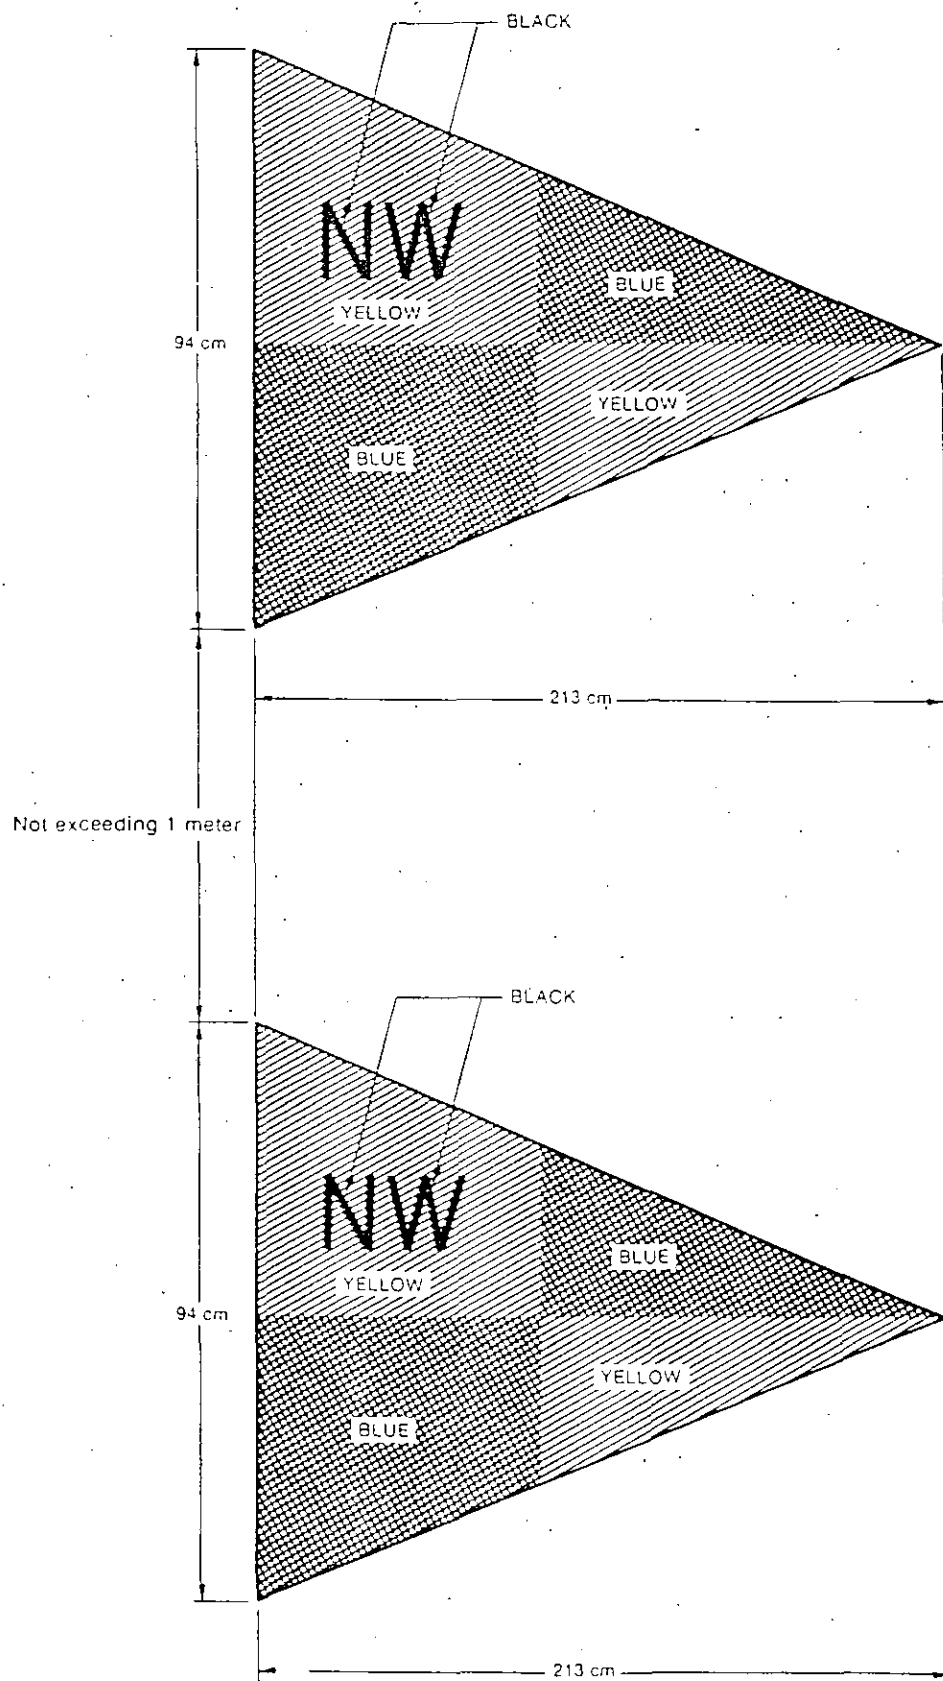 BLACK
NW
BLUE
YELLOW
94 cm
YELLOW
BLUE
213 cm
Not exceeding 1 meter
BLACK
NW
BLUE
YELLOW
94 cm
YELLOW
BLUE
213 cm